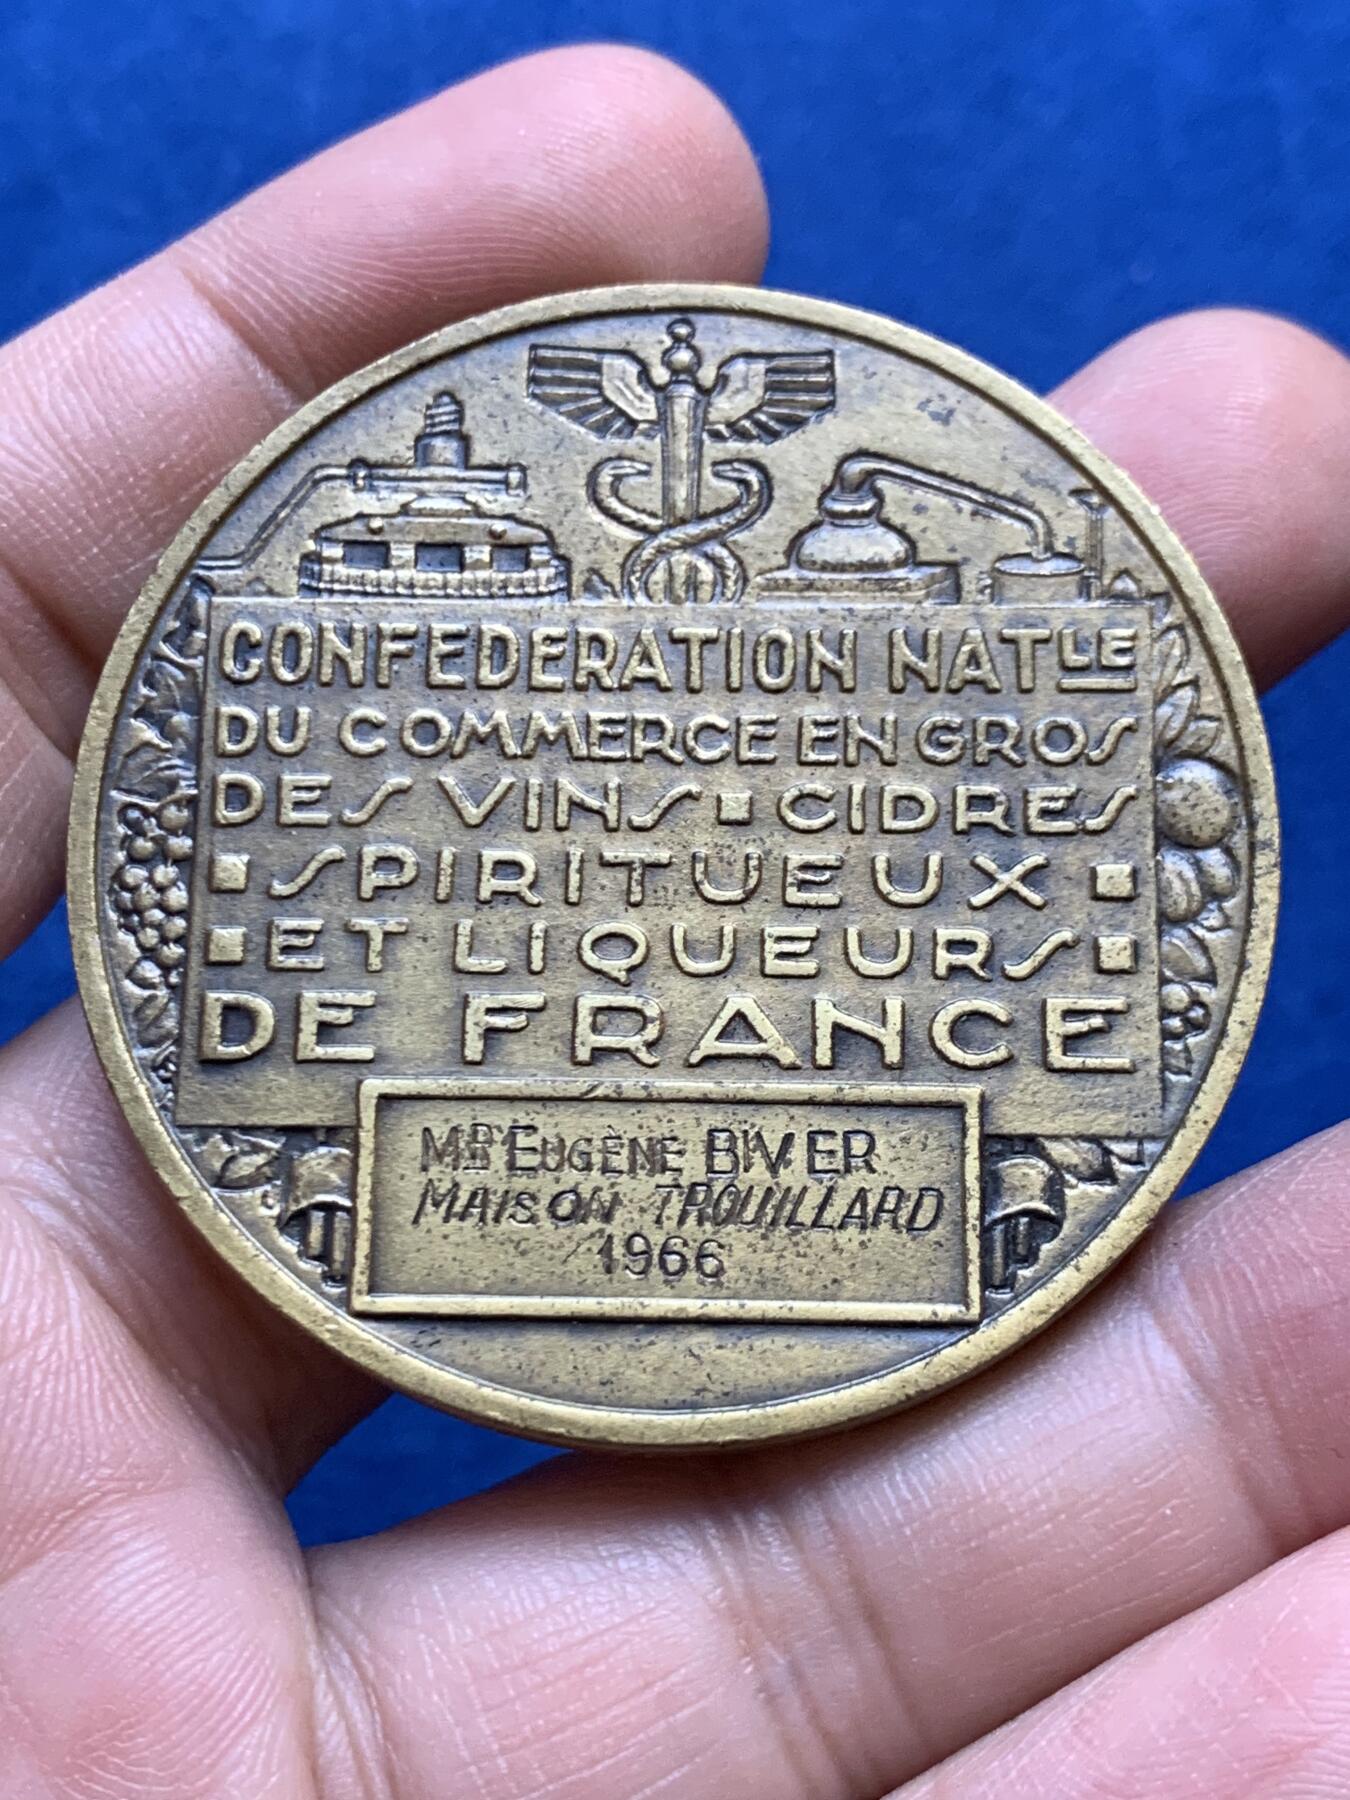 CONFEDERATION NATLE
DU COMMERCE EN GROS
DES VINS ▪ CIDRES
▪ SPIRITUEUX ▪
▪ ET LIQUEURS ▪
DE FRANCE
MR EUGÈNE BIVER
MAISON TROUILLARD
1966